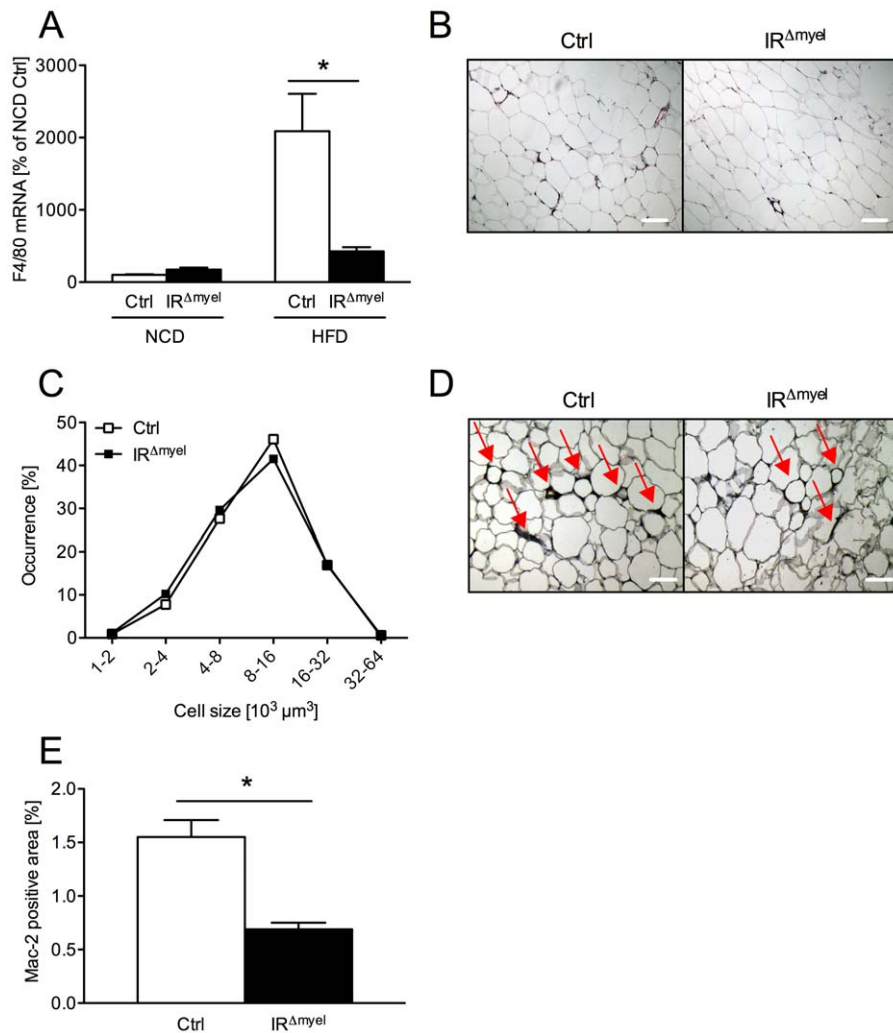 A
F4/80 mRNA [% of NCD Ctrl]
3000
2000
1000
0
*
Ctrl IRΔmyel Ctrl IRΔmyel
NCD HFD
B
Ctrl IRΔmyel
C
Occurrence [%]
50
40
30
20
10
0
Ctrl
IRΔmyel
1-2 2-4 4-8 8-16 16-32 32-64
Cell size [10³ µm³]
D
Ctrl IRΔmyel
E
Mac-2 positive area [%]
2.0
1.5
1.0
0.5
0.0
*
Ctrl IRΔmyel